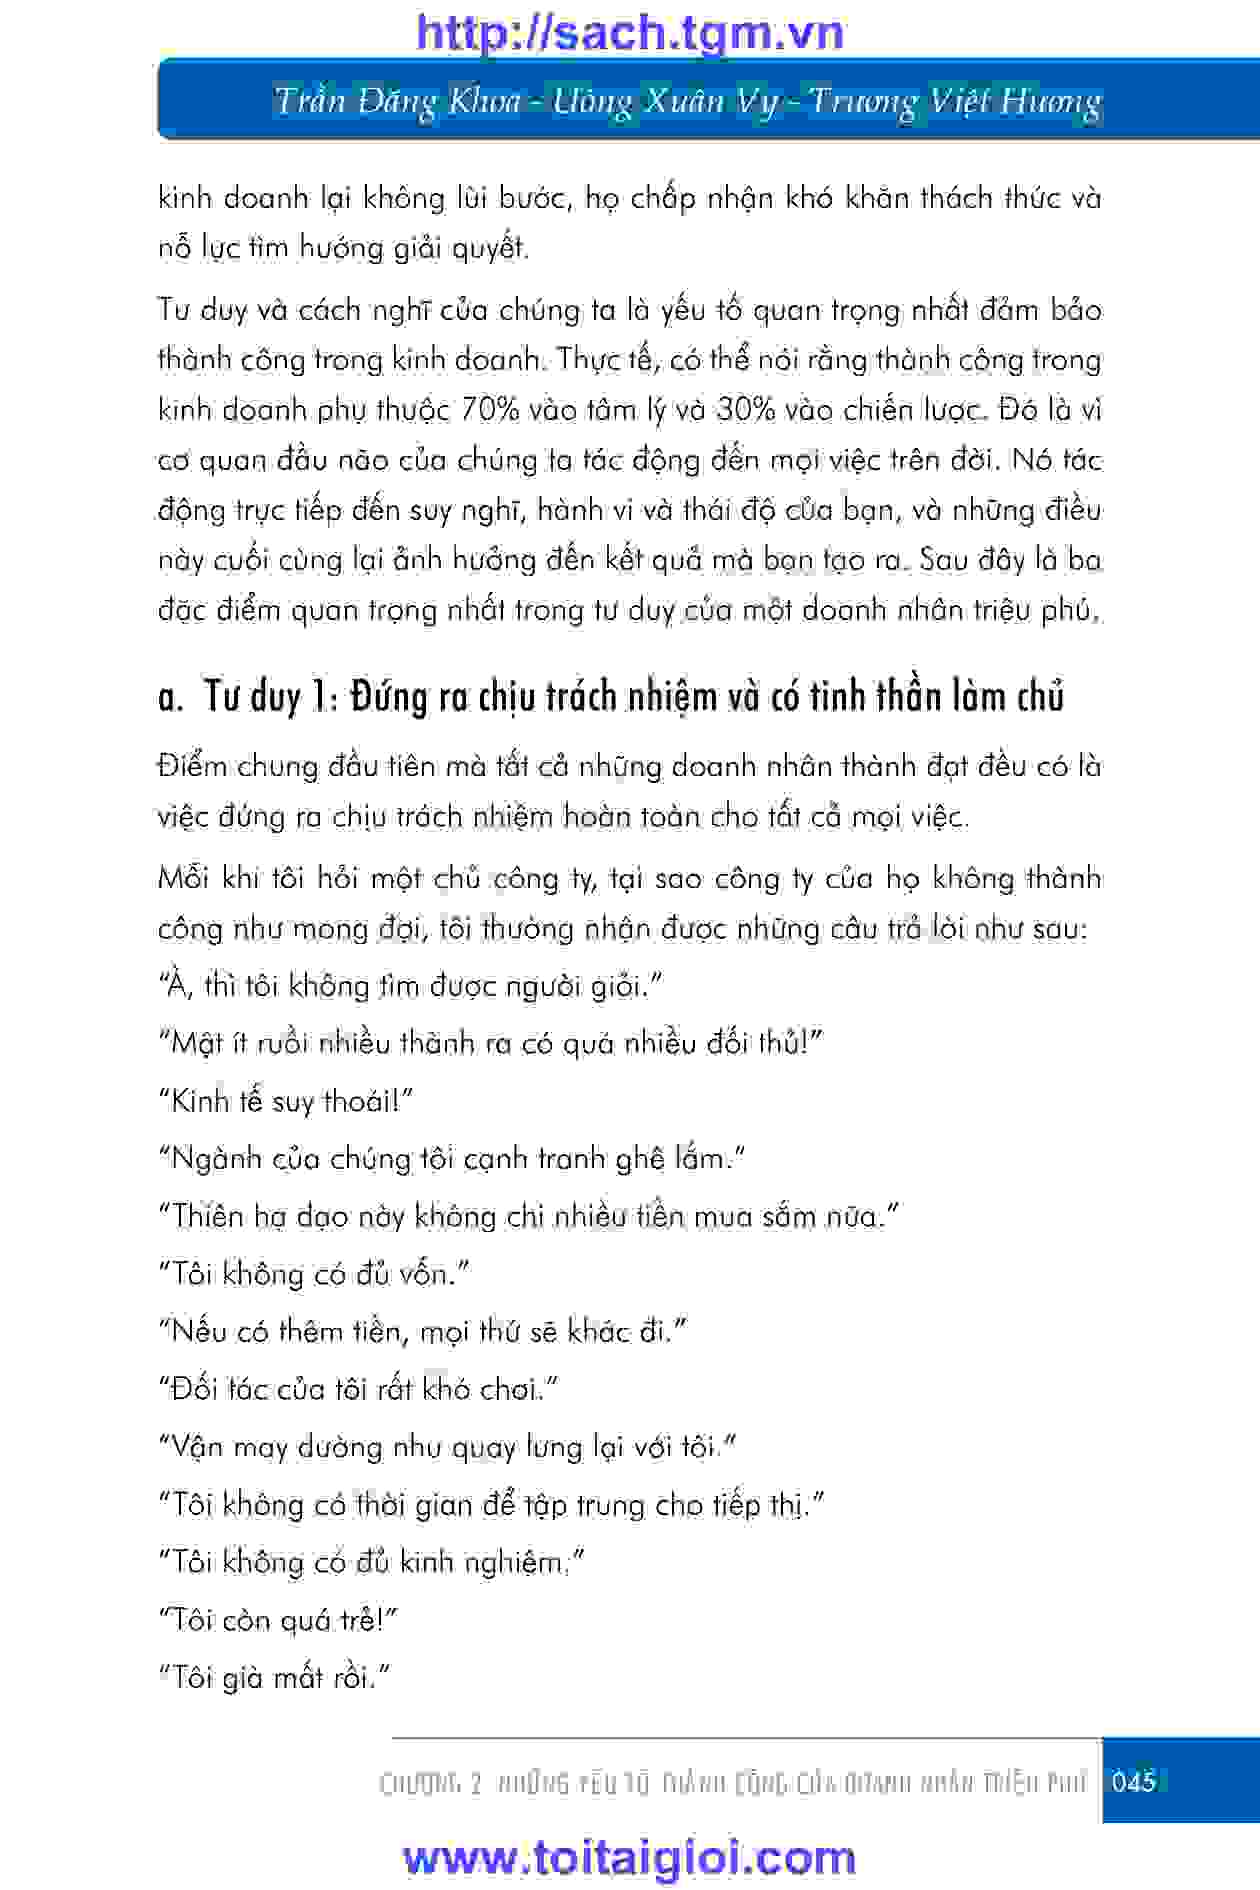 http://sach.tgm.vn
Trần Đăng Khoa - Uông Xuân Vy - Trương Việt Hương
kinh doanh lại không lùi bước, họ chấp nhận khó khăn thách thức và
nỗ lực tìm hướng giải quyết.
Tư duy và cách nghĩ của chúng ta là yếu tố quan trọng nhất đảm bảo
thành công trong kinh doanh. Thực tế, có thể nói rằng thành công trong
kinh doanh phụ thuộc 70% vào tâm lý và 30% vào chiến lược. Đó là vì
cơ quan đầu não của chúng ta tác động đến mọi việc trên đời. Nó tác
động trực tiếp đến suy nghĩ, hành vi và thái độ của bạn, và những điều
này cuối cùng lại ảnh hưởng đến kết quả mà bạn tạo ra. Sau đây là ba
đặc điểm quan trọng nhất trong tư duy của một doanh nhân triệu phú.
a. Tư duy 1: Đứng ra chịu trách nhiệm và có tinh thần làm chủ
Điểm chung đầu tiên mà tất cả những doanh nhân thành đạt đều có là
việc đứng ra chịu trách nhiệm hoàn toàn cho tất cả mọi việc.
Mỗi khi tôi hỏi một chủ công ty, tại sao công ty của họ không thành
công như mong đợi, tôi thường nhận được những câu trả lời như sau:
“À, thì tôi không tìm được người giỏi.”
“Mật ít ruồi nhiều thành ra có quá nhiều đối thủ!”
“Kinh tế suy thoái!”
“Ngành của chúng tôi cạnh tranh ghê lắm.”
“Thiên hạ dạo này không chi nhiều tiền mua sắm nữa.”
“Tôi không có đủ vốn.”
“Nếu có thêm tiền, mọi thứ sẽ khác đi.”
“Đối tác của tôi rất khó chơi.”
“Vận may dường như quay lưng lại với tôi.”
“Tôi không có thời gian để tập trung cho tiếp thị.”
“Tôi không có đủ kinh nghiệm.”
“Tôi còn quá trẻ!”
“Tôi già mất rồi.”
CHƯƠNG 2: NHỮNG YẾU TỐ THÀNH CÔNG CỦA DOANH NHÂN TRIỆU PHÚ 045
www.toitaigioi.com